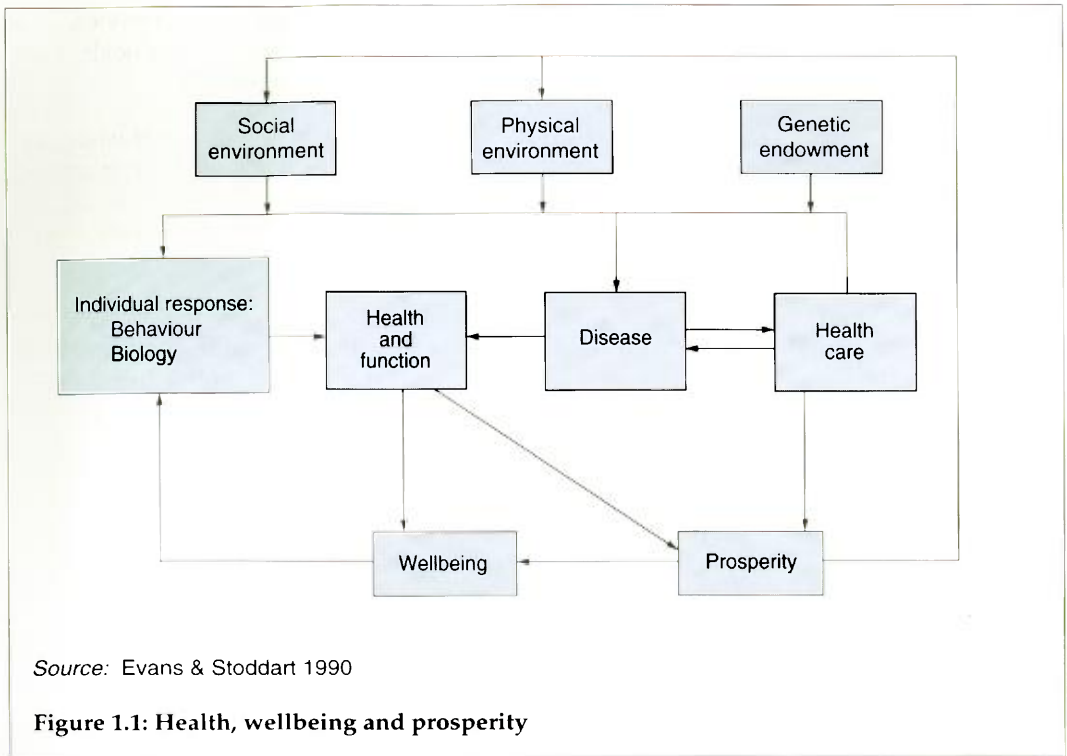 Social
environment
Physical
environment
Genetic
endowment
Individual response:
Behaviour
Biology
Health
and
function
Disease
Health
care
Wellbeing
Prosperity
Source: Evans & Stoddart 1990
Figure 1.1: Health, wellbeing and prosperity